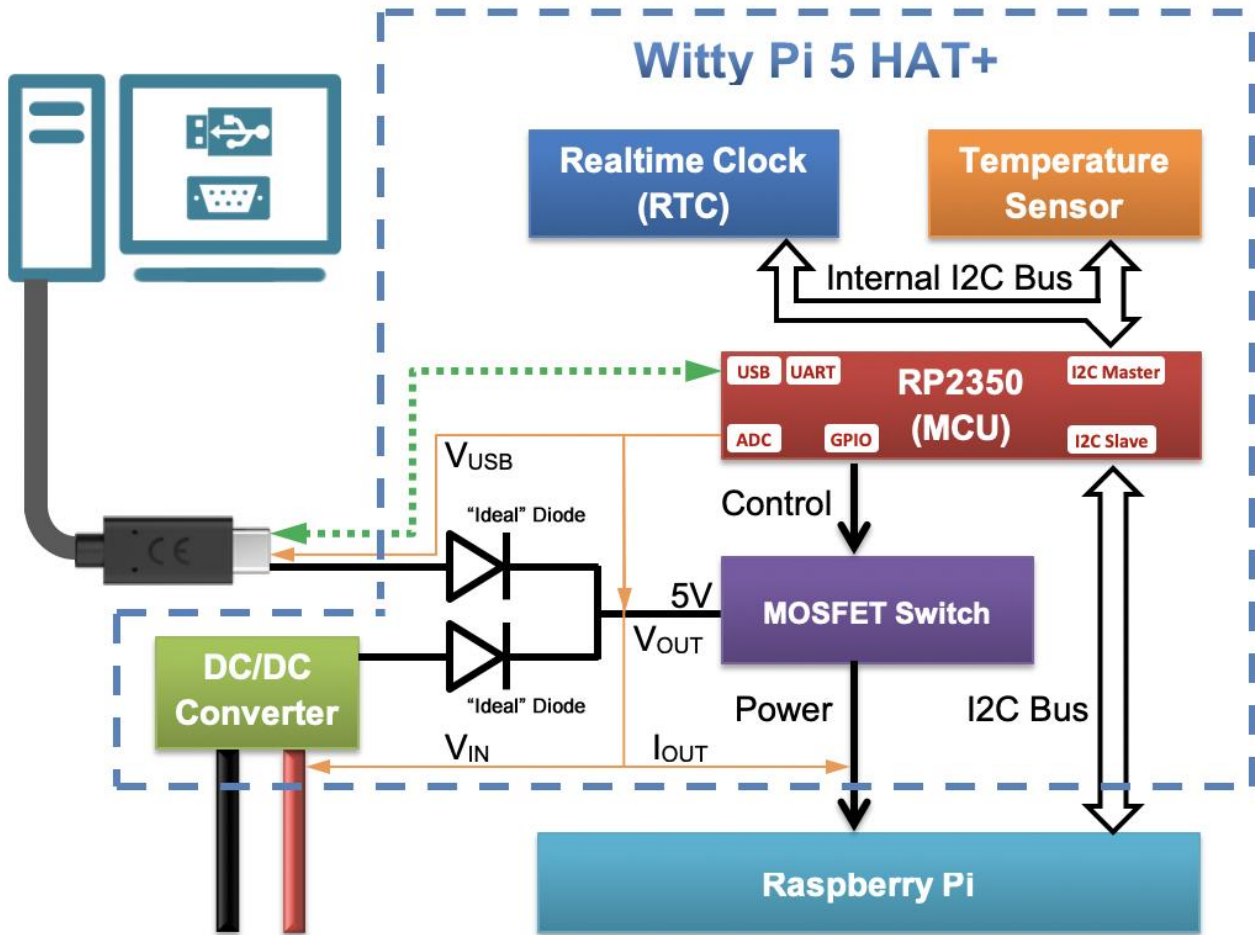 Witty Pi 5 HAT+
Realtime Clock
(RTC)
Temperature
Sensor
Internal I2C Bus
USB
UART
I2C Master
RP2350
(MCU)
ADC
GPIO
I2C Slave
VUSB
Control
"Ideal" Diode
5V
MOSFET Switch
VOUT
DC/DC
Converter
"Ideal" Diode
Power
I2C Bus
VIN
IOUT
Raspberry Pi
CE